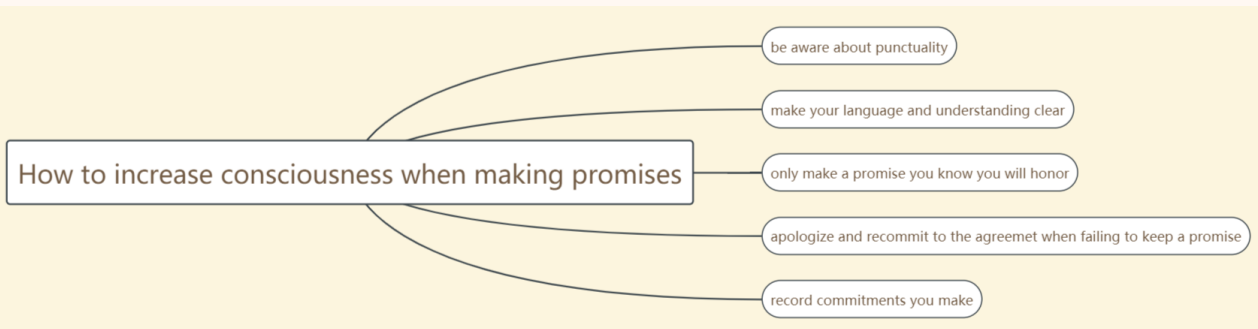 How to increase consciousness when making promises
be aware about punctuality
make your language and understanding clear
only make a promise you know you will honor
apologize and recommit to the agreemet when failing to keep a promise
record commitments you make